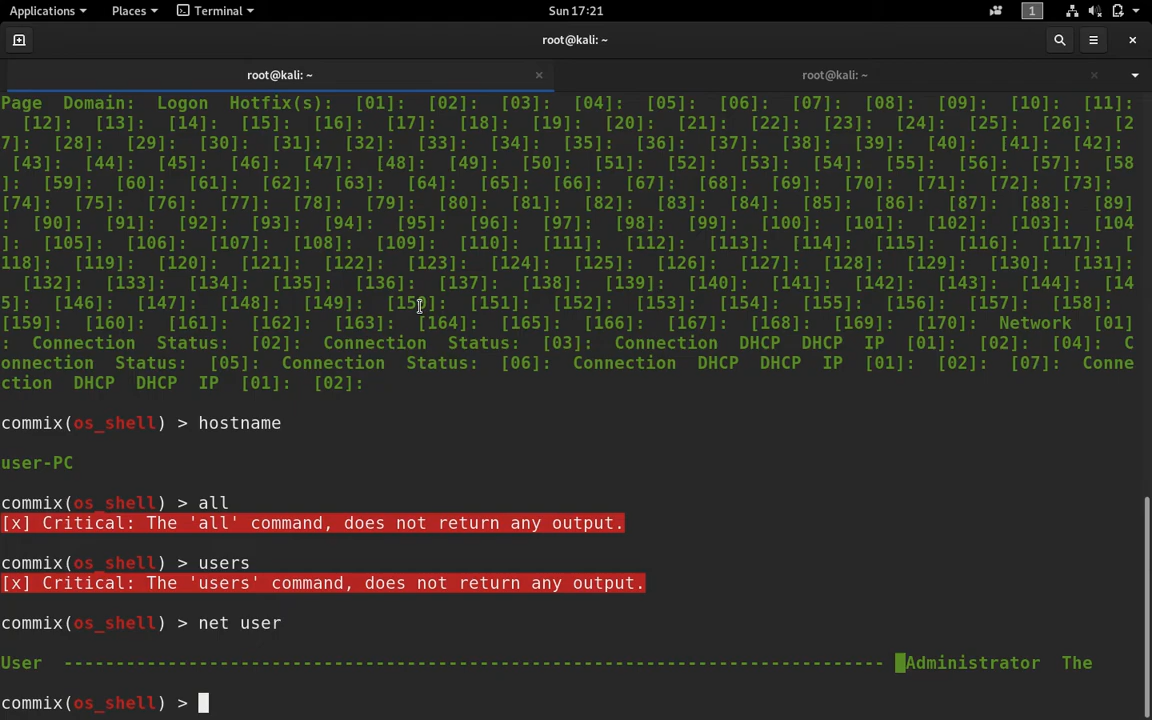 Applications Places Terminal Sun 17:21 1
root@kali: ~
root@kali: ~ root@kali: ~
Page Domain: Logon Hotfix(s): [01]: [02]: [03]: [04]: [05]: [06]: [07]: [08]: [09]: [10]: [11]:
[12]: [13]: [14]: [15]: [16]: [17]: [18]: [19]: [20]: [21]: [22]: [23]: [24]: [25]: [26]: [2
7]: [28]: [29]: [30]: [31]: [32]: [33]: [34]: [35]: [36]: [37]: [38]: [39]: [40]: [41]: [42]:
[43]: [44]: [45]: [46]: [47]: [48]: [49]: [50]: [51]: [52]: [53]: [54]: [55]: [56]: [57]: [58
]: [59]: [60]: [61]: [62]: [63]: [64]: [65]: [66]: [67]: [68]: [69]: [70]: [71]: [72]: [73]:
[74]: [75]: [76]: [77]: [78]: [79]: [80]: [81]: [82]: [83]: [84]: [85]: [86]: [87]: [88]: [89]
: [90]: [91]: [92]: [93]: [94]: [95]: [96]: [97]: [98]: [99]: [100]: [101]: [102]: [103]: [104
]: [105]: [106]: [107]: [108]: [109]: [110]: [111]: [112]: [113]: [114]: [115]: [116]: [117]: [
118]: [119]: [120]: [121]: [122]: [123]: [124]: [125]: [126]: [127]: [128]: [129]: [130]: [131]:
[132]: [133]: [134]: [135]: [136]: [137]: [138]: [139]: [140]: [141]: [142]: [143]: [144]: [14
5]: [146]: [147]: [148]: [149]: [150]: [151]: [152]: [153]: [154]: [155]: [156]: [157]: [158]:
[159]: [160]: [161]: [162]: [163]: [164]: [165]: [166]: [167]: [168]: [169]: [170]: Network [01]
: Connection Status: [02]: Connection Status: [03]: Connection DHCP DHCP IP [01]: [02]: [04]: C
onnection Status: [05]: Connection Status: [06]: Connection DHCP DHCP IP [01]: [02]: [07]: Conne
ction DHCP DHCP IP [01]: [02]:
commix(os_shell) > hostname
user-PC
commix(os_shell) > all
[x] Critical: The 'all' command, does not return any output.
commix(os_shell) > users
[x] Critical: The 'users' command, does not return any output.
commix(os_shell) > net user
User ------------------------------------------------------------------------------- Administrator The
commix(os_shell) >